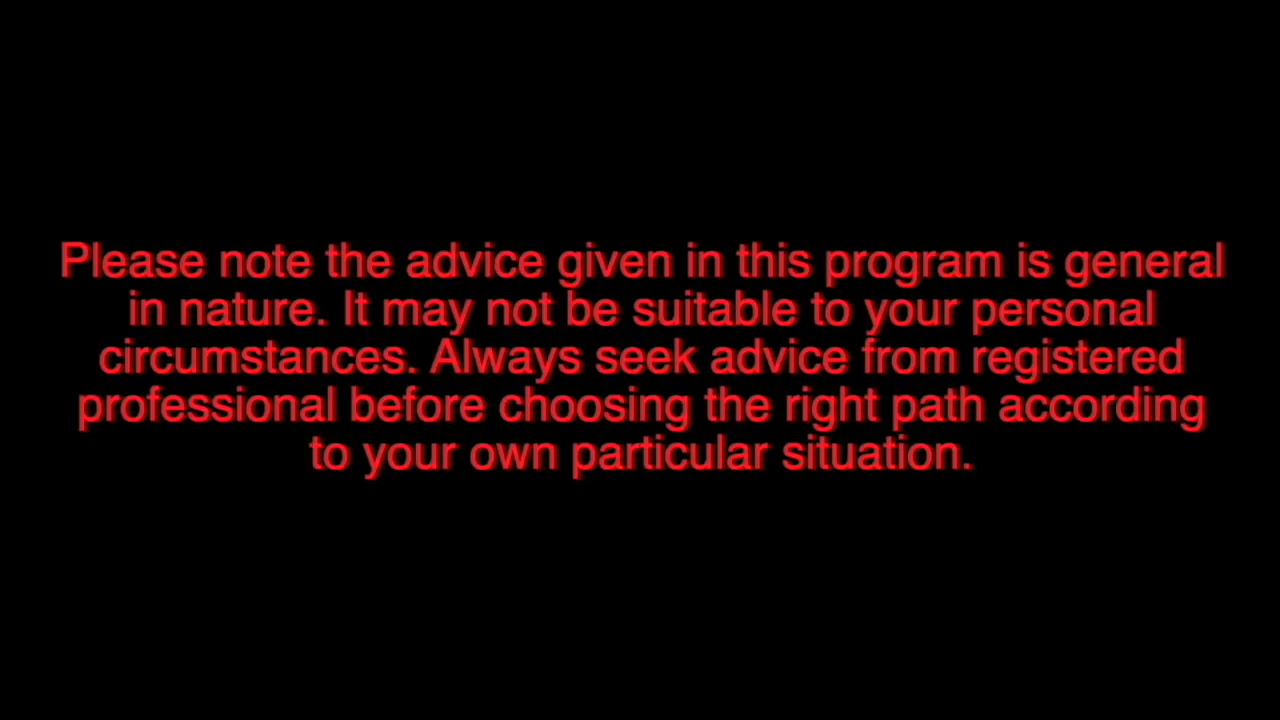 Please note the advice given in this program is general
in nature. It may not be suitable to your personal
circumstances. Always seek advice from registered
professional before choosing the right path according
to your own particular situation.